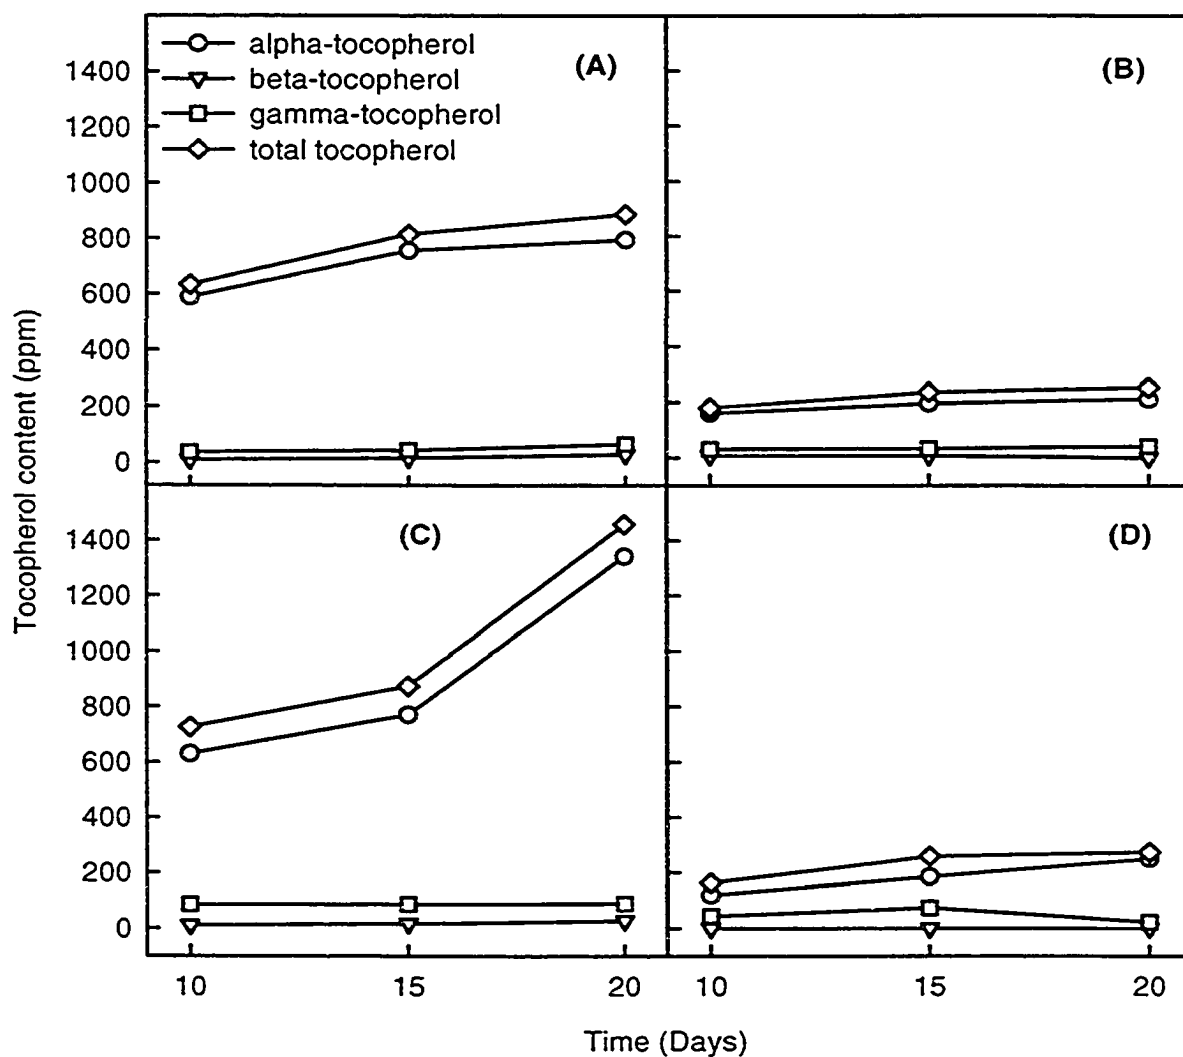 alpha-tocopherol
beta-tocopherol
gamma-tocopherol
total tocopherol
(A)
(B)
1400
1200
1000
800
600
400
200
0
Tocopherol content (ppm)
(C)
(D)
1400
1200
1000
800
600
400
200
0
10 15 20 10 15 20
Time (Days)